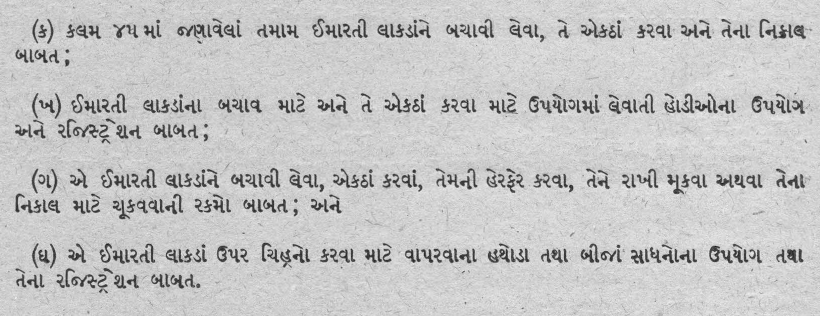 (ક) કલમ ૪૫ માં જણાવેલાં તમામ ઈમારતી લાકડાંને બચાવી લેવા, તે એકઠાં કરવા અને તેના નિકાલ
બાબત;
(ખ) ઈમારતી લાકડાંના બચાવ માટે અને તે એકઠાં કરવા માટે ઉપયોગમાં લેવાતી હોડીઓના ઉપયોગ
અને રજિસ્ટ્રેશન બાબત;
(ગ) એ ઈમારતી લાકડાંને બચાવી લેવા, એકઠાં કરવાં, તેમની હેરફેર કરવા, તેને રાખી મૂકવા અથવા તેના
નિકાલ માટે ચૂકવવાની રકમો બાબત; અને
(ઘ) એ ઈમારતી લાકડાં ઉપર ચિહ્નો કરવા માટે વાપરવાના હથોડા તથા બીજાં સાધનોના ઉપયોગ તથા
તેના રજિસ્ટ્રેશન બાબત.